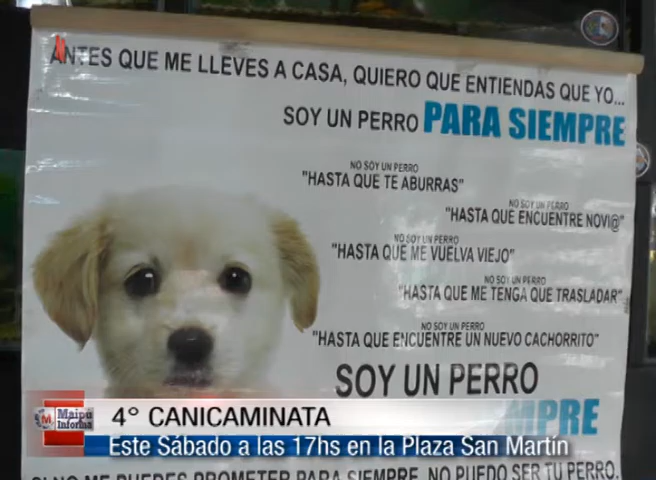 ANTES QUE ME LLEVES A CASA, QUIERO QUE ENTIENDAS QUE YO...
SOY UN PERRO PARA SIEMPRE
NO SOY UN PERRO
"HASTA QUE TE ABURRAS"
NO SOY UN PERRO
"HASTA QUE ENCUENTRE NOVI@"
NO SOY UN PERRO
"HASTA QUE ME VUELVA VIEJO"
NO SOY UN PERRO
"HASTA QUE ME TENGA QUE TRASLADAR"
NO SOY UN PERRO
"HASTA QUE ENCUENTRE UN NUEVO CACHORRITO"
SOY UN PERRO
MPRE
M Maipú
Informa
4° CANICAMINATA
Este Sábado a las 17hs en la Plaza San Martín
SI NO ME PUEDES PROMETER PARA SIEMPRE, NO PUEDO SER TU PERRO.